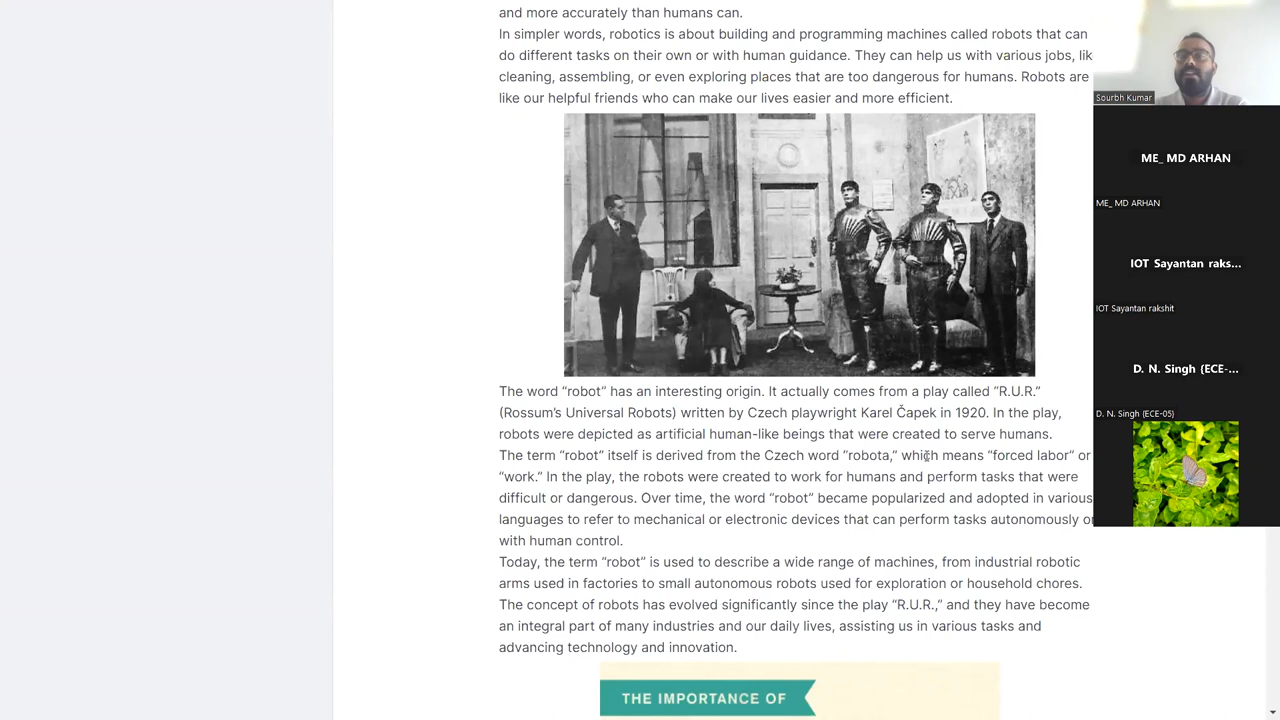 and more accurately than humans can.
In simpler words, robotics is about building and programming machines called robots that can
do different tasks on their own or with human guidance. They can help us with various jobs, lik
cleaning, assembling, or even exploring places that are too dangerous for humans. Robots are
like our helpful friends who can make our lives easier and more efficient.
The word “robot” has an interesting origin. It actually comes from a play called “R.U.R.”
(Rossum’s Universal Robots) written by Czech playwright Karel Čapek in 1920. In the play,
robots were depicted as artificial human-like beings that were created to serve humans.
The term “robot” itself is derived from the Czech word “robota,” which means “forced labor” or
“work.” In the play, the robots were created to work for humans and perform tasks that were
difficult or dangerous. Over time, the word “robot” became popularized and adopted in various
languages to refer to mechanical or electronic devices that can perform tasks autonomously or
with human control.
Today, the term “robot” is used to describe a wide range of machines, from industrial robotic
arms used in factories to small autonomous robots used for exploration or household chores.
The concept of robots has evolved significantly since the play “R.U.R.,” and they have become
an integral part of many industries and our daily lives, assisting us in various tasks and
advancing technology and innovation.
THE IMPORTANCE OF
Sourbh Kumar
ME_ MD ARHAN
ME_ MD ARHAN
IOT Sayantan raks...
IOT Sayantan rakshit
D. N. Singh {ECE-...
D. N. Singh {ECE-05}